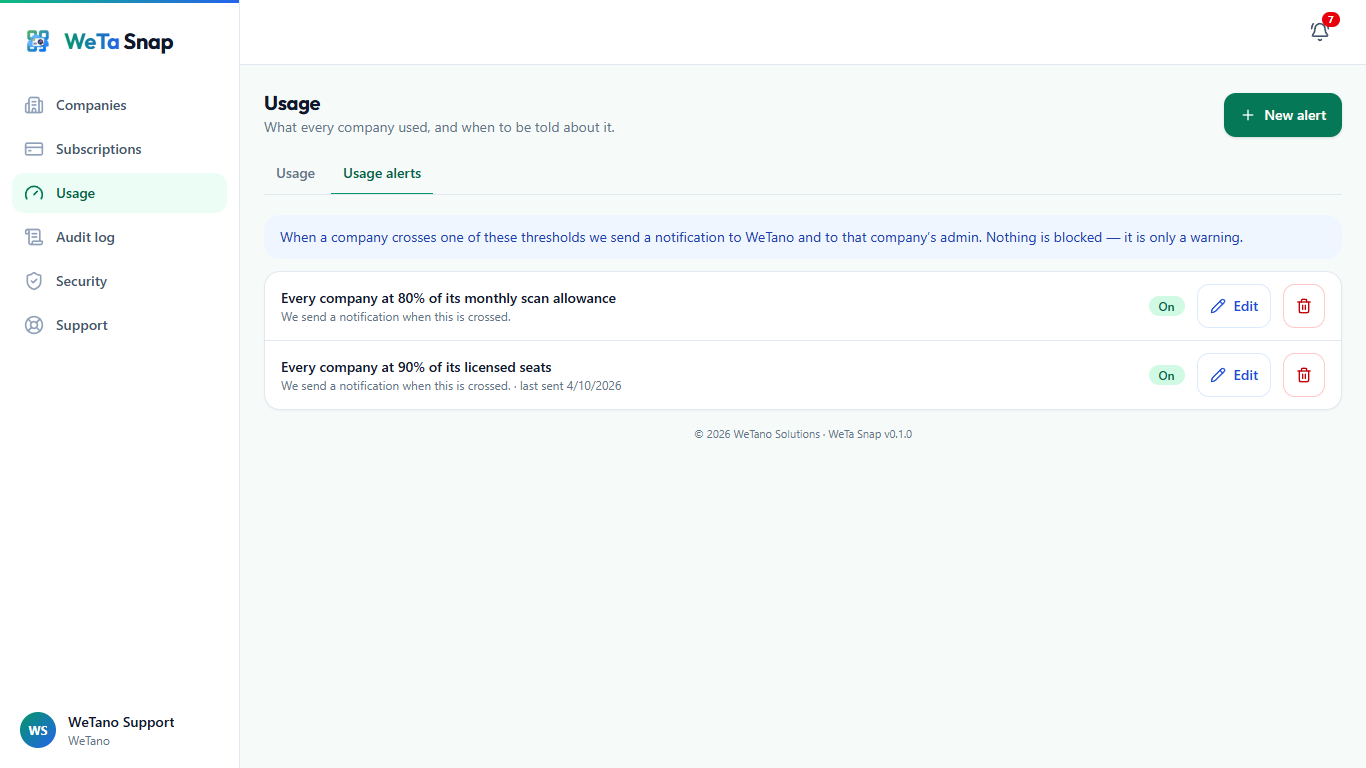 WeTa Snap
7
Companies
Subscriptions
Usage
Audit log
Security
Support
WS
WeTano Support
WeTano
Usage
What every company used, and when to be told about it.
New alert
Usage
Usage alerts
When a company crosses one of these thresholds we send a notification to WeTano and to that company's admin. Nothing is blocked — it is only a warning.
Every company at 80% of its monthly scan allowance
We send a notification when this is crossed.
On
Edit
Every company at 90% of its licensed seats
We send a notification when this is crossed. · last sent 4/10/2026
On
Edit
© 2026 WeTano Solutions · WeTa Snap v0.1.0